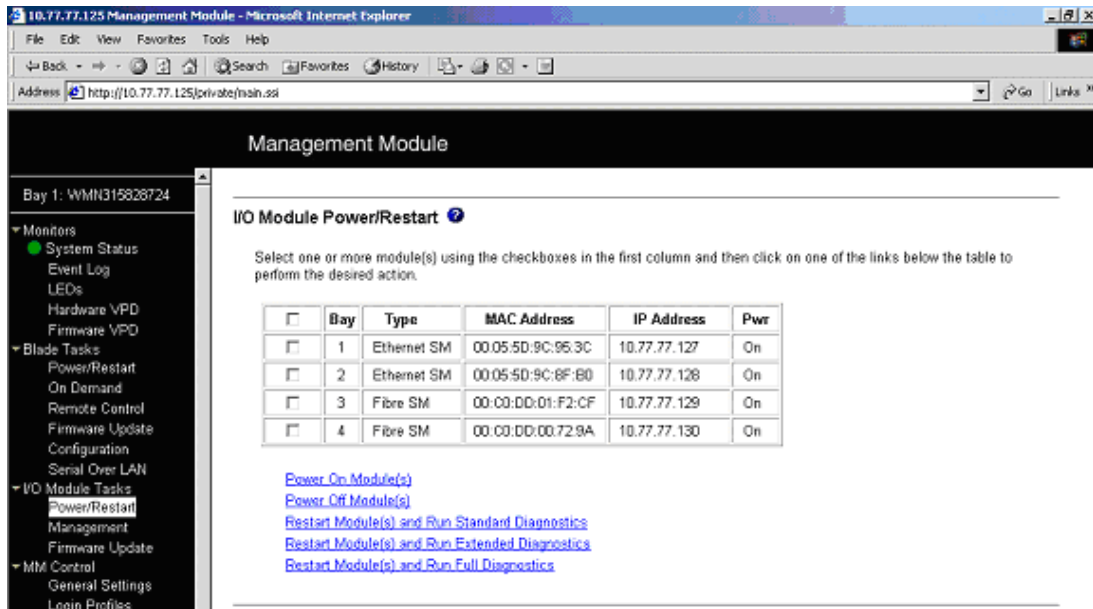 10.77.77.125 Management Module - Microsoft Internet Explorer
File Edit View Favorites Tools Help
Back Search Favorites History
Address http://10.77.77.125/private/main.ssi Go Links »
Management Module
Bay 1: WMN315828724
Monitors
System Status
Event Log
LEDs
Hardware VPD
Firmware VPD
Blade Tasks
Power/Restart
On Demand
Remote Control
Firmware Update
Configuration
Serial Over LAN
I/O Module Tasks
Power/Restart
Management
Firmware Update
MM Control
General Settings
Login Profiles
I/O Module Power/Restart ?
Select one or more module(s) using the checkboxes in the first column and then click on one of the links below the table to
perform the desired action.
Bay Type MAC Address IP Address Pwr
1 Ethernet SM 00:05:5D:9C:95:3C 10.77.77.127 On
2 Ethernet SM 00:05:5D:9C:8F:B0 10.77.77.128 On
3 Fibre SM 00:C0:DD:01:F2:CF 10.77.77.129 On
4 Fibre SM 00:C0:DD:00:72:9A 10.77.77.130 On
Power On Module(s)
Power Off Module(s)
Restart Module(s) and Run Standard Diagnostics
Restart Module(s) and Run Extended Diagnostics
Restart Module(s) and Run Full Diagnostics